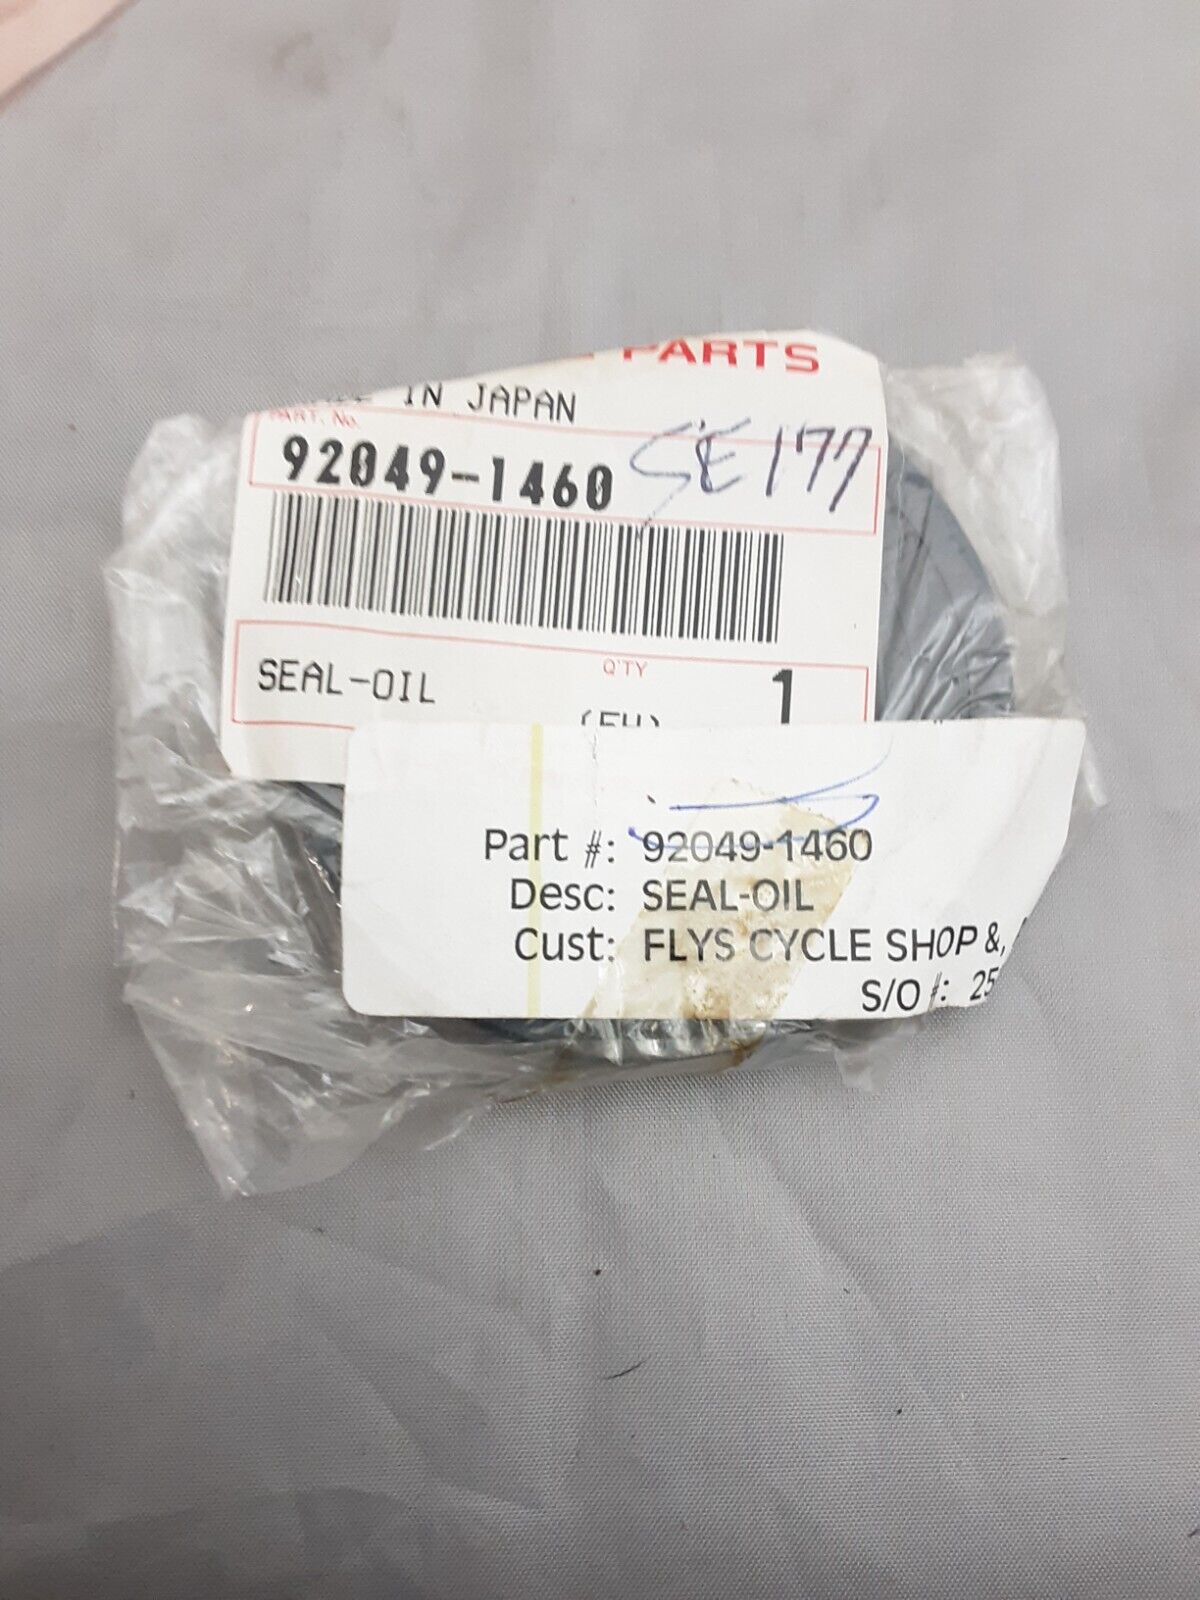 PARTS
IN JAPAN
PART. No.
92049-1460 SE177
SEAL-OIL
Q'TY
1
Part #: 92049-1460
Desc: SEAL-OIL
Cust: FLYS CYCLE SHOP &,
S/O #: 25